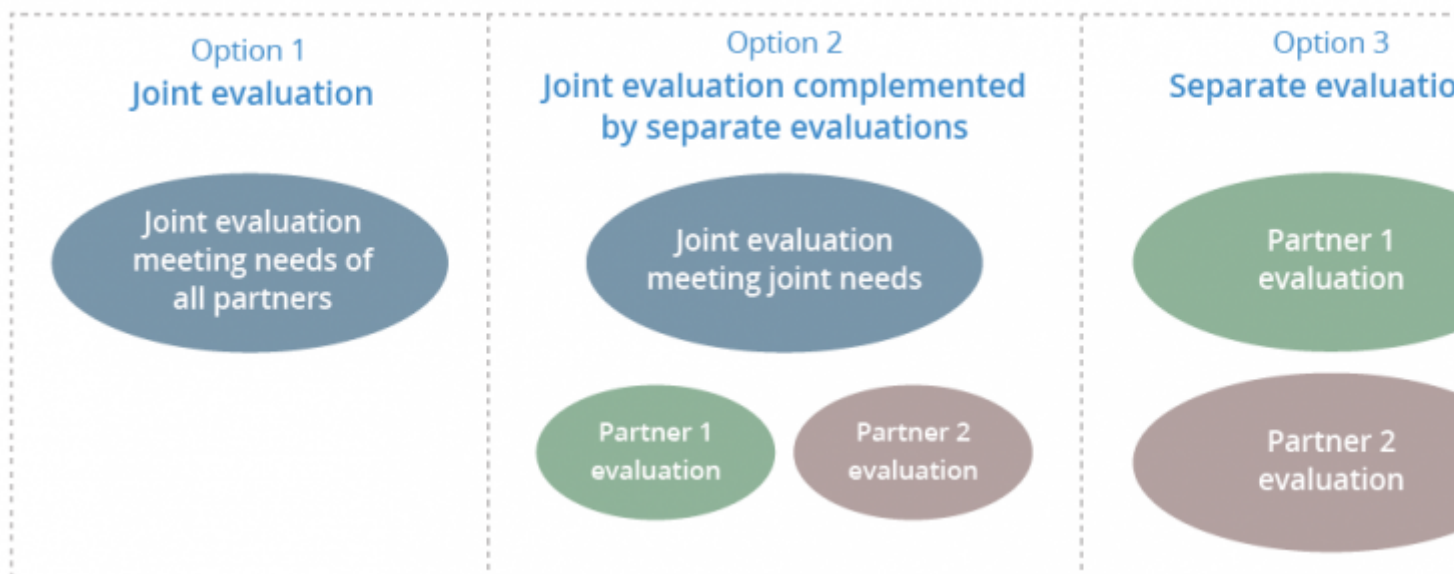 Option 1
Joint evaluation
Joint evaluation
meeting needs of
all partners
Option 2
Joint evaluation complemented
by separate evaluations
Joint evaluation
meeting joint needs
Partner 1
evaluation
Partner 2
evaluation
Option 3
Separate evaluatio
Partner 1
evaluation
Partner 2
evaluation